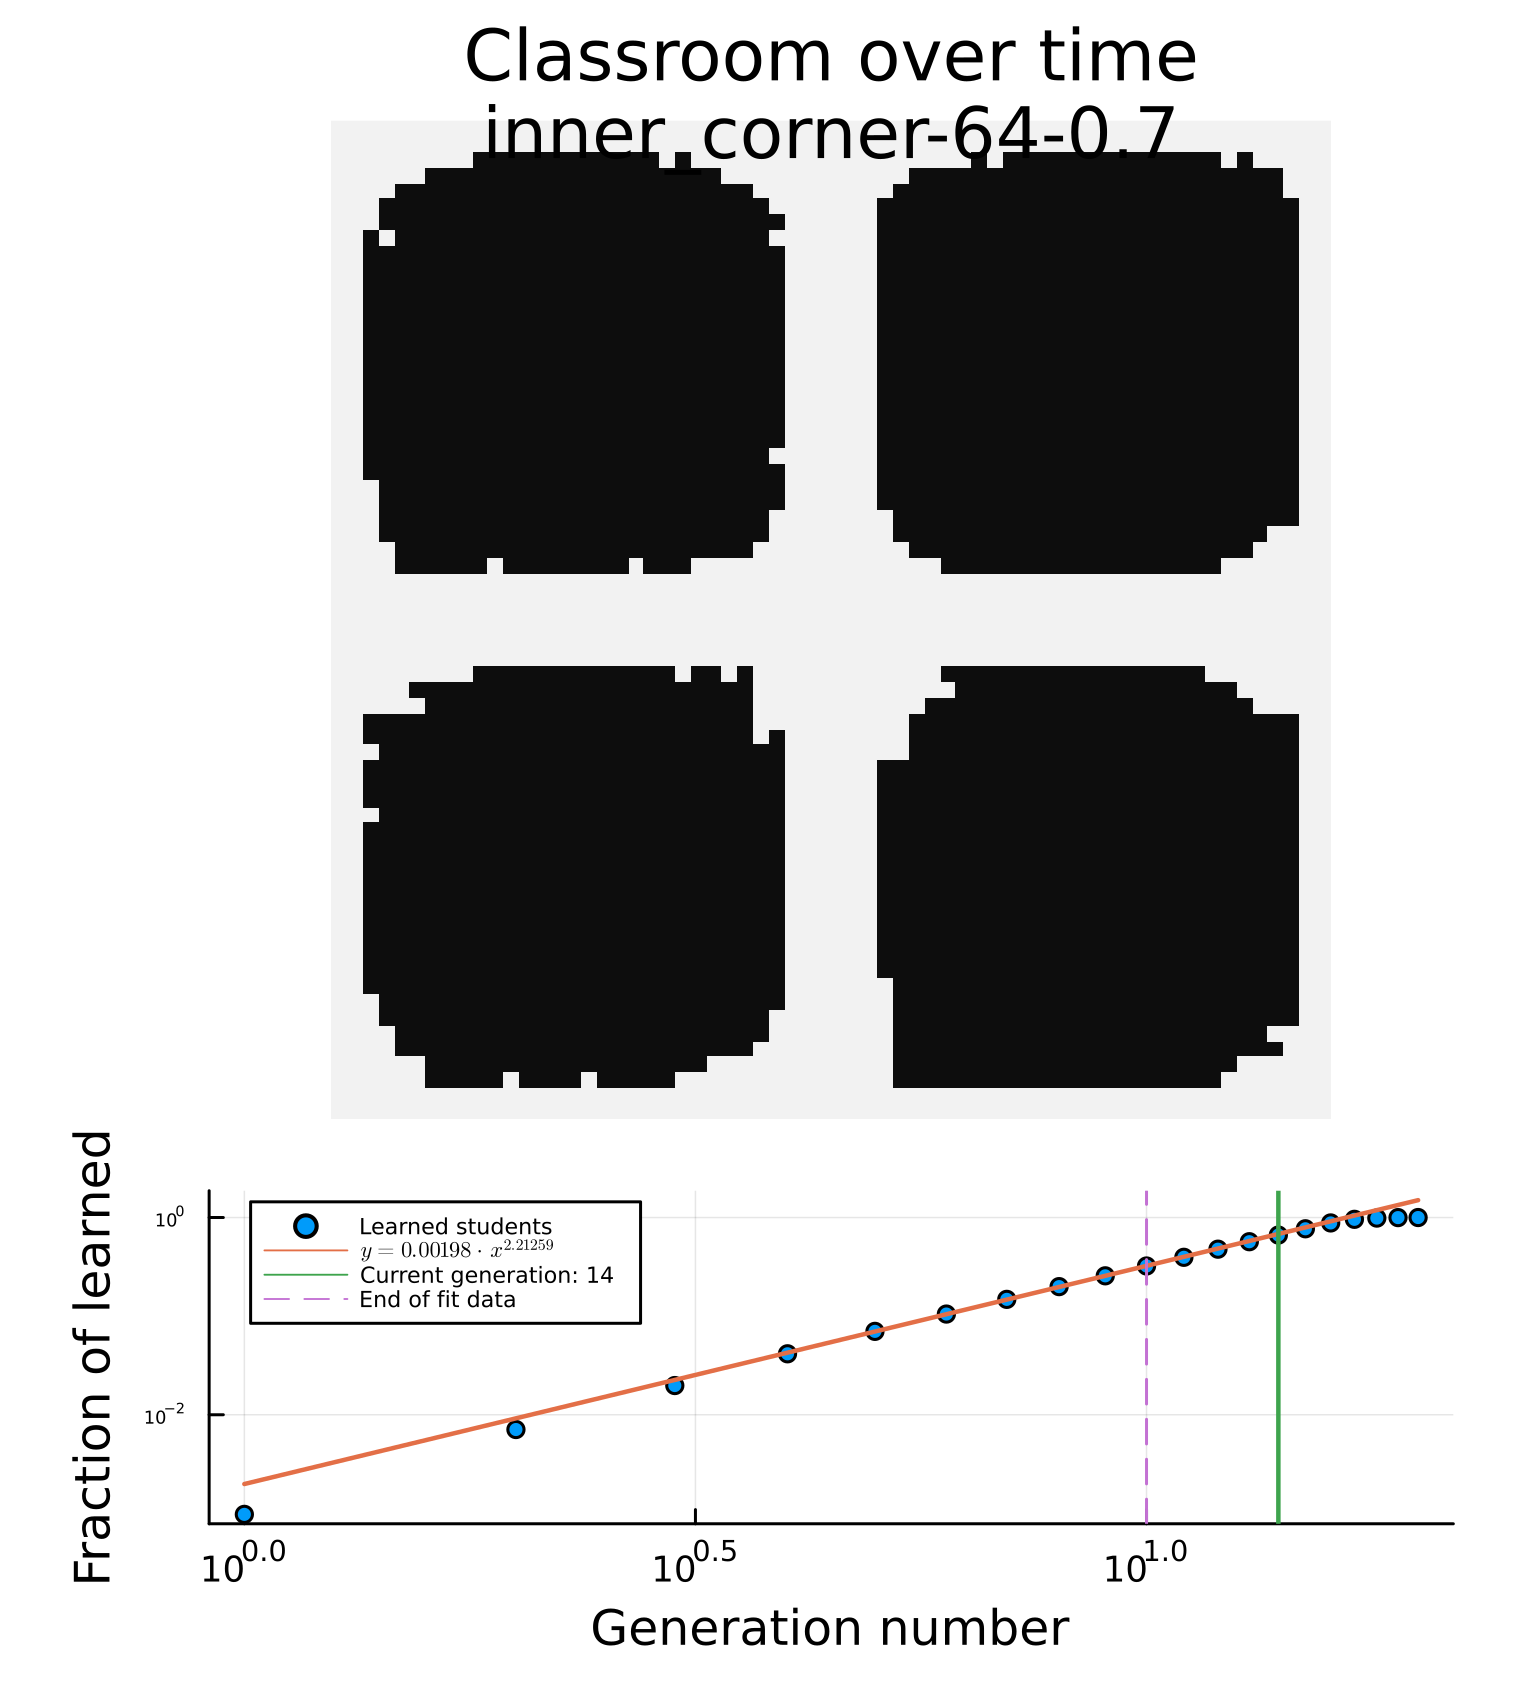 Classroom over time
inner_corner-64-0.7
Fraction of learned
10^0
10^−2
Learned students
y = 0.00198 · x^2.21259
Current generation: 14
End of fit data
10^0.0 10^0.5 10^1.0
Generation number